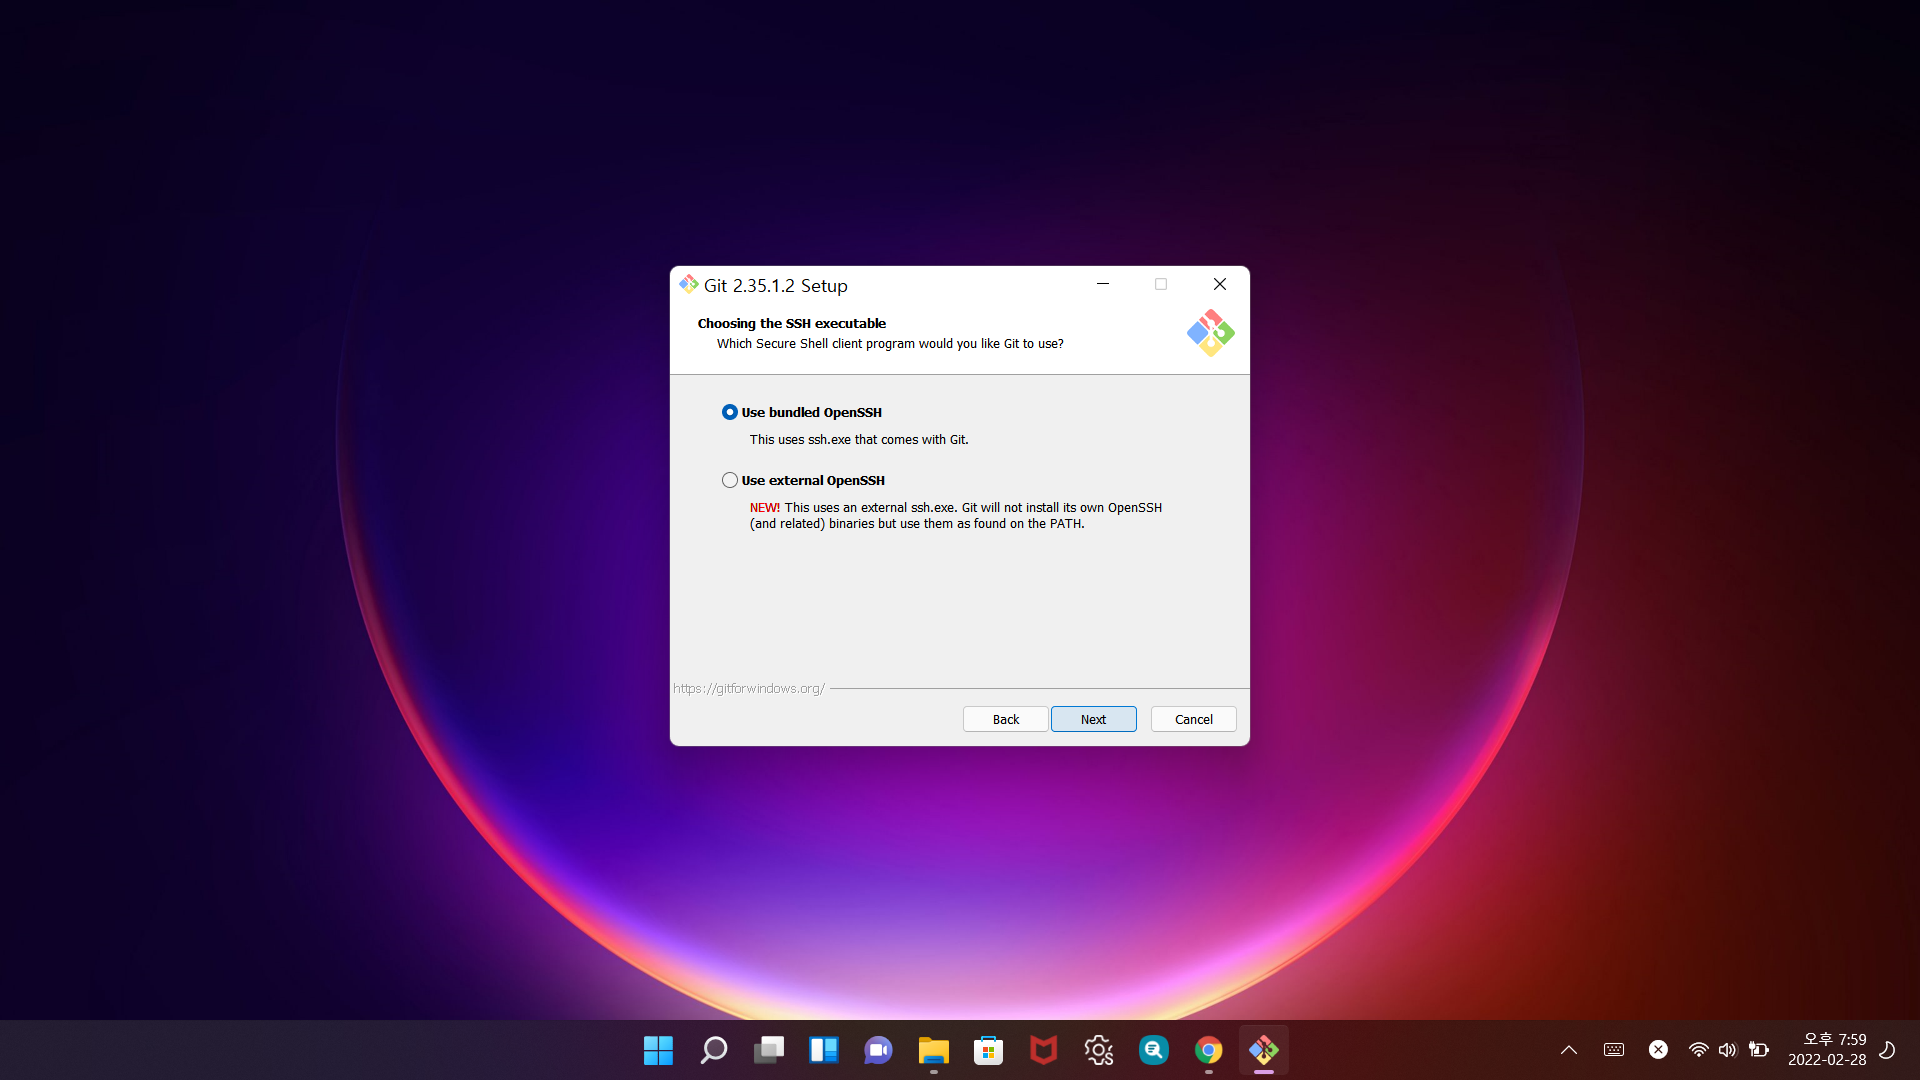 Git 2.35.1.2 Setup
Choosing the SSH executable
Which Secure Shell client program would you like Git to use?
Use bundled OpenSSH
This uses ssh.exe that comes with Git.
Use external OpenSSH
NEW! This uses an external ssh.exe. Git will not install its own OpenSSH
(and related) binaries but use them as found on the PATH.
https://gitforwindows.org/
Back Next Cancel
오후 7:59
2022-02-28